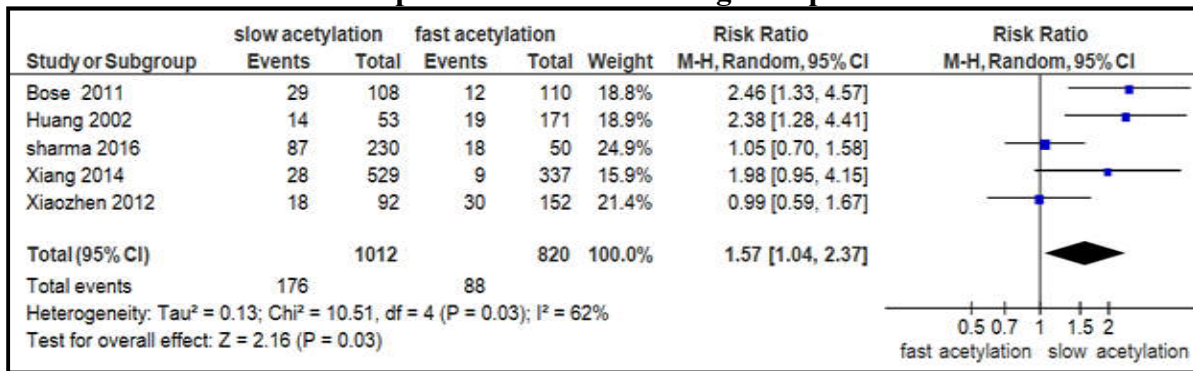 slow acetylation fast acetylation Risk Ratio Risk Ratio
Study or Subgroup Events Total Events Total Weight M-H, Random, 95% CI M-H, Random, 95% CI
Bose 2011 29 108 12 110 18.8% 2.46 [1.33, 4.57]
Huang 2002 14 53 19 171 18.9% 2.38 [1.28, 4.41]
sharma 2016 87 230 18 50 24.9% 1.05 [0.70, 1.58]
Xiang 2014 28 529 9 337 15.9% 1.98 [0.95, 4.15]
Xiaozhen 2012 18 92 30 152 21.4% 0.99 [0.59, 1.67]
Total (95% CI) 1012 820 100.0% 1.57 [1.04, 2.37]
Total events 176 88
Heterogeneity: Tau² = 0.13; Chi² = 10.51, df = 4 (P = 0.03); I² = 62%
Test for overall effect: Z = 2.16 (P = 0.03)
0.5 0.7 1 1.5 2
fast acetylation slow acetylation